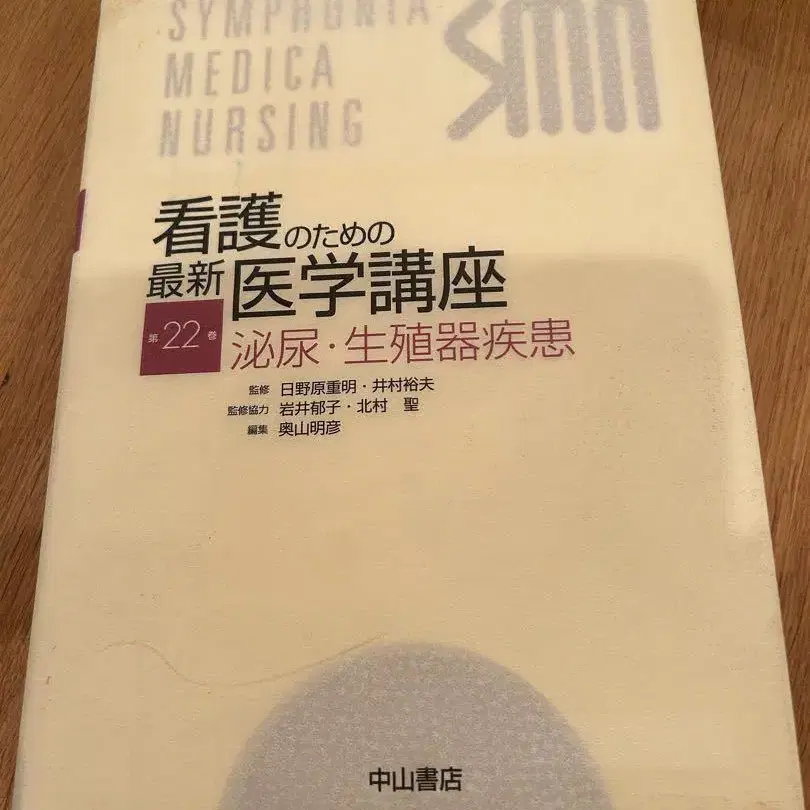 SYMPHONIA
MEDICA
NURSING
SMN
看護のための
最新医学講座
第22巻
泌尿・生殖器疾患
監修 日野原重明・井村裕夫
監修協力 岩井郁子・北村 聖
編集 奥山明彦
中山書店